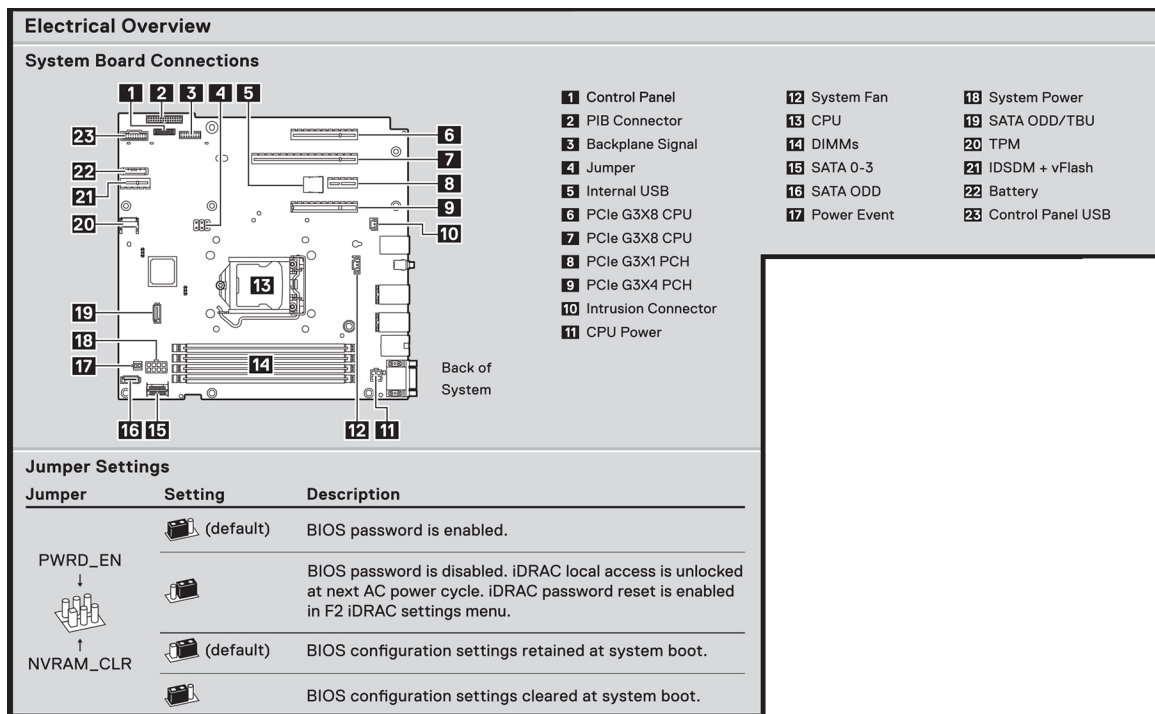 Electrical Overview
System Board Connections
1 2 3 4 5
23
22
21
20
19
18
17
16 15
6
7
8
9
10
13
14
12 11
Back of
System
1 Control Panel
2 PIB Connector
3 Backplane Signal
4 Jumper
5 Internal USB
6 PCIe G3X8 CPU
7 PCIe G3X8 CPU
8 PCIe G3X1 PCH
9 PCIe G3X4 PCH
10 Intrusion Connector
11 CPU Power
12 System Fan
13 CPU
14 DIMMs
15 SATA 0-3
16 SATA ODD
17 Power Event
18 System Power
19 SATA ODD/TBU
20 TPM
21 IDSDM + vFlash
22 Battery
23 Control Panel USB
Jumper Settings
Jumper Setting Description
PWRD_EN
NVRAM_CLR
(default) BIOS password is enabled.
BIOS password is disabled. iDRAC local access is unlocked
at next AC power cycle. iDRAC password reset is enabled
in F2 iDRAC settings menu.
(default) BIOS configuration settings retained at system boot.
BIOS configuration settings cleared at system boot.